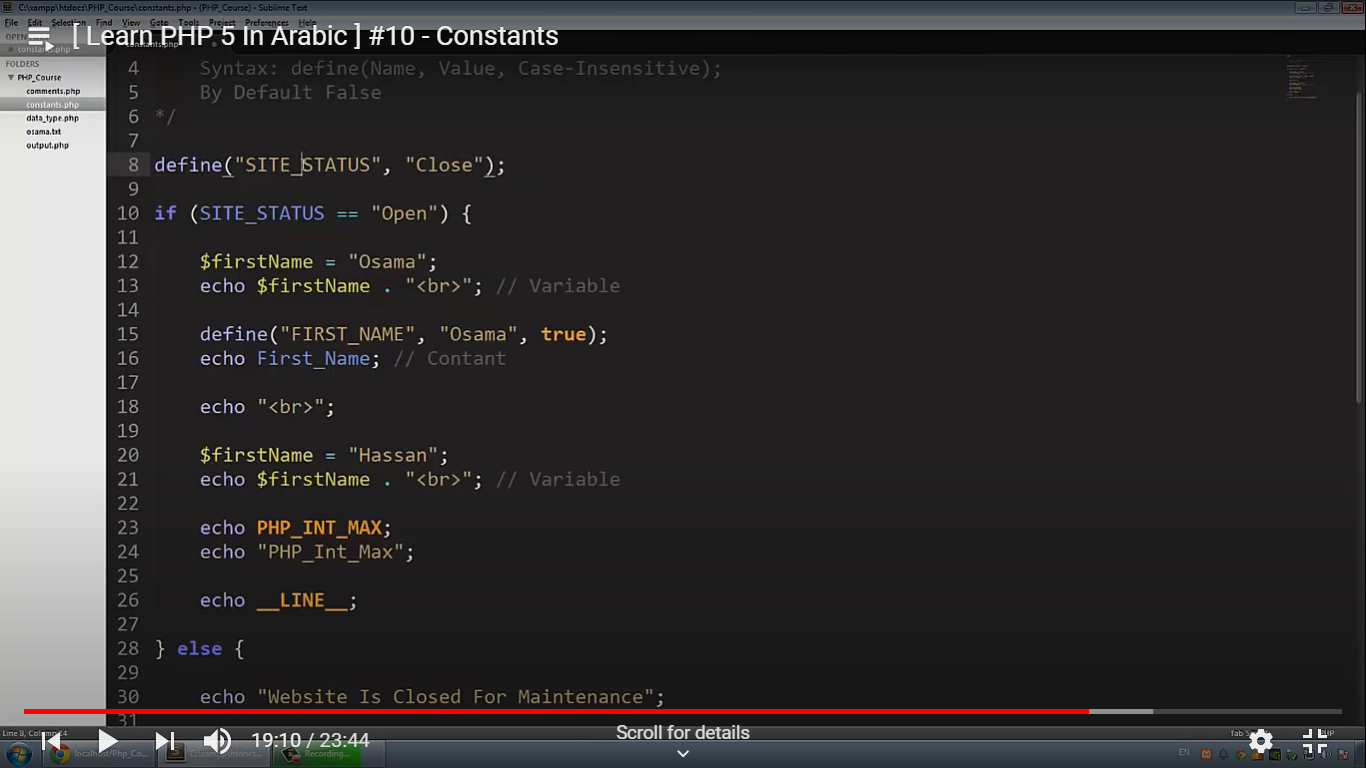 C:\xampp\htdocs\PHP_Course\constants.php • (PHP_Course) - Sublime Text
File Edit Selection Find View Goto Tools Project Preferences Help
[ Learn PHP 5 In Arabic ] #10 - Constants
constants.php
FOLDERS
PHP_Course
comments.php
constants.php
data_type.php
osama.txt
output.php
4 Syntax: define(Name, Value, Case-Insensitive);
5 By Default False
6 */
7
8 define("SITE_STATUS", "Close");
9
10 if (SITE_STATUS == "Open") {
11
12 $firstName = "Osama";
13 echo $firstName . "<br>"; // Variable
14
15 define("FIRST_NAME", "Osama", true);
16 echo First_Name; // Contant
17
18 echo "<br>";
19
20 $firstName = "Hassan";
21 echo $firstName . "<br>"; // Variable
22
23 echo PHP_INT_MAX;
24 echo "PHP_Int_Max";
25
26 echo __LINE__;
27
28 } else {
29
30 echo "Website Is Closed For Maintenance";
31
Line 8, Column 14
19:10 / 23:44
Scroll for details
localhost/Php_Co...
Recording...
EN